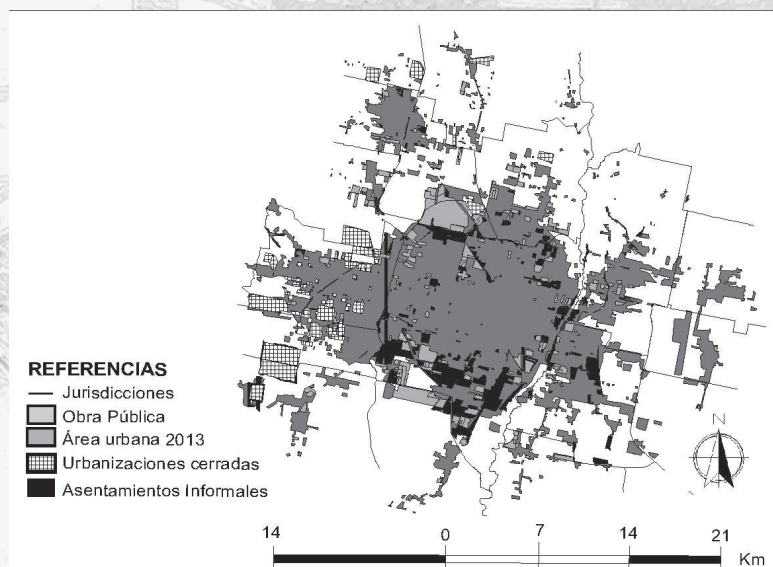 N
REFERENCIAS
Jurisdicciones
Obra Pública
Área urbana 2013
Urbanizaciones cerradas
Asentamientos Informales
14 0 7 14 21 Km